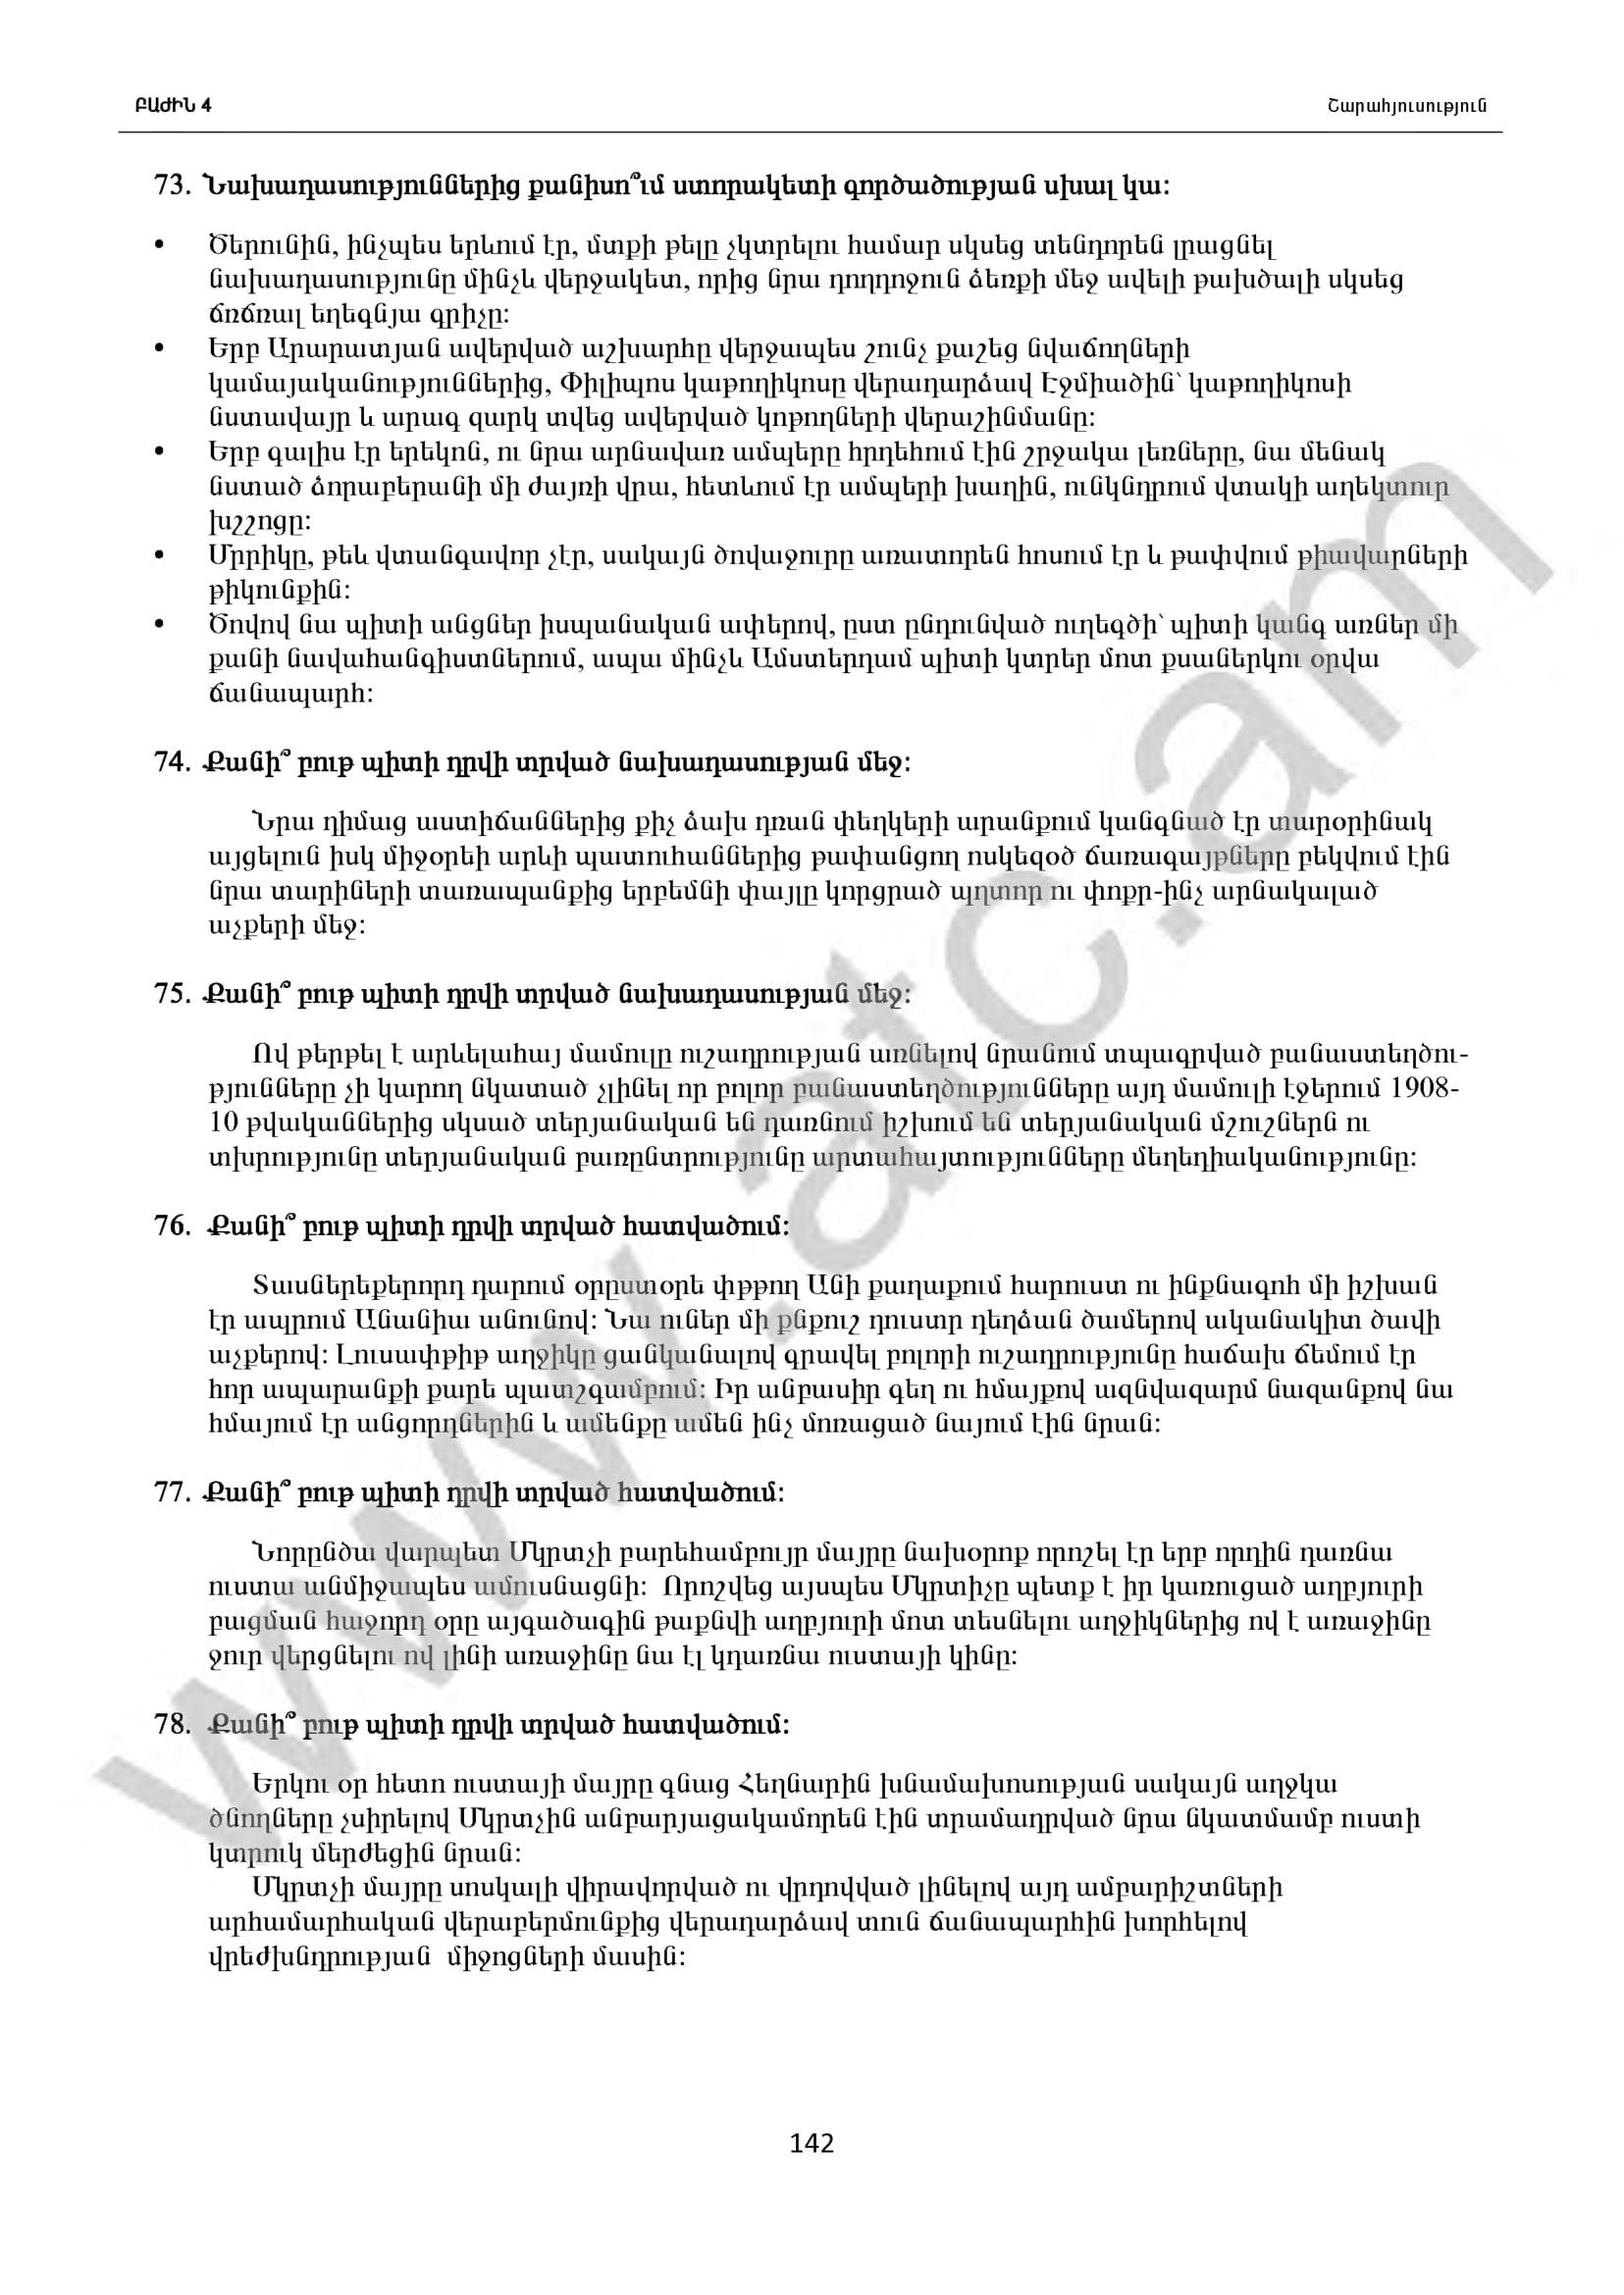 ԲԱԺԻՆ 4
Շարահյուսություն
73. Նախադասություններից քանիսո՞ւմ ստորակետի գործածության սխալ կա:
• Ծերունին, ինչպես երևում էր, մտքի թելը չկտրելու համար սկսեց տենդորեն լրացնել
նախադասությունը մինչև վերջակետ, որից նրա դողդոջուն ձեռքի մեջ ավելի թախծալի սկսեց
ճռճռալ եղեգնյա գրիչը:
• Երբ Արարատյան ավերված աշխարհը վերջապես շունչ քաշեց նվաճողների
կամայականություններից, Փիլիպոս կաթողիկոսը վերադարձավ Էջմիածին՝ կաթողիկոսի
նստավայր և արագ զարկ տվեց ավերված կոթողների վերաշինմանը:
• Երբ գալիս էր երեկոն, ու նրա արնավառ ամպերը հրդեհում էին շրջակա լեռները, նա մենակ
նստած ձորաբերանի մի ժայռի վրա, հետևում էր ամպերի խաղին, ունկնդրում վտակի աղեկտուր
խշշոցը:
• Մրրիկը, թեև վտանգավոր չէր, սակայն ծովաջուրը առատորեն հոսում էր և թափվում թիավարների
թիկունքին:
• Ծովով նա պիտի անցներ իսպանական ափերով, ըստ ընդունված ուղեգծի՝ պիտի կանգ առներ մի
քանի նավահանգիստներում, ապա մինչև Ամստերդամ պիտի կտրեր մոտ քսաներկու օրվա
ճանապարհ:
74. Քանի՞ բութ պիտի դրվի տրված նախադասության մեջ:
Նրա դիմաց աստիճաններից քիչ ձախ դռան փեղկերի արանքում կանգնած էր տարօրինակ
այցելուն իսկ միջօրեի արևի պատուհաններից թափանցող ոսկեզօծ ճառագայթները բեկվում էին
նրա տարիների տառապանքից երբեմնի փայլը կորցրած պղտոր ու փոքր-ինչ արնակալած
աչքերի մեջ:
75. Քանի՞ բութ պիտի դրվի տրված նախադասության մեջ:
Ով թերթել է արևելահայ մամուլը ուշադրության առնելով նրանում տպագրված բանաստեղծու-
թյունները չի կարող նկատած չլինել որ բոլոր բանաստեղծությունները այդ մամուլի էջերում 1908-
10 թվականներից սկսած տերյանական են դառնում իշխում են տերյանական մշուշներն ու
տխրությունը տերյանական բառընտրությունը արտահայտությունները մեղեդիականությունը:
76. Քանի՞ բութ պիտի դրվի տրված հատվածում:
Տասներեքերորդ դարում օրըստօրե փթթող Անի քաղաքում հարուստ ու ինքնագոհ մի իշխան
էր ապրում Անանիա անունով: Նա ուներ մի քնքուշ դուստր դեղձան ծամերով ականակիտ ծավի
աչքերով: Լուսափթիթ աղջիկը ցանկանալով գրավել բոլորի ուշադրությունը հաճախ ճեմում էր
հոր ապարանքի քարե պատշգամբում: Իր անբասիր գեղ ու հմայքով ազնվազարմ նազանքով նա
հմայում էր անցորդներին և ամենքը ամեն ինչ մոռացած նայում էին նրան:
77. Քանի՞ բութ պիտի դրվի տրված հատվածում:
Նորընծա վարպետ Մկրտչի բարեհամբույր մայրը նախօրոք որոշել էր երբ որդին դառնա
ուստա անմիջապես ամուսնացնի: Որոշվեց այսպես Մկրտիչը պետք է իր կառուցած աղբյուրի
բացման հաջորդ օրը այգածագին թաքնվի աղբյուրի մոտ տեսնելու աղջիկներից ով է առաջինը
ջուր վերցնելու ով լինի առաջինը նա էլ կդառնա ուստայի կինը:
78. Քանի՞ բութ պիտի դրվի տրված հատվածում:
Երկու օր հետո ուստայի մայրը գնաց Հեղնարին խնամախոսության սակայն աղջկա
ծնողները չսիրելով Մկրտչին անբարյացակամորեն էին տրամադրված նրա նկատմամբ ուստի
կտրուկ մերժեցին նրան:
Մկրտչի մայրը սոսկալի վիրավորված ու վրդովված լինելով այդ ամբարիշտների
արհամարհական վերաբերմունքից վերադարձավ տուն ճանապարհին խորհելով
վրեժխնդրության միջոցների մասին:
142
www.atc.am